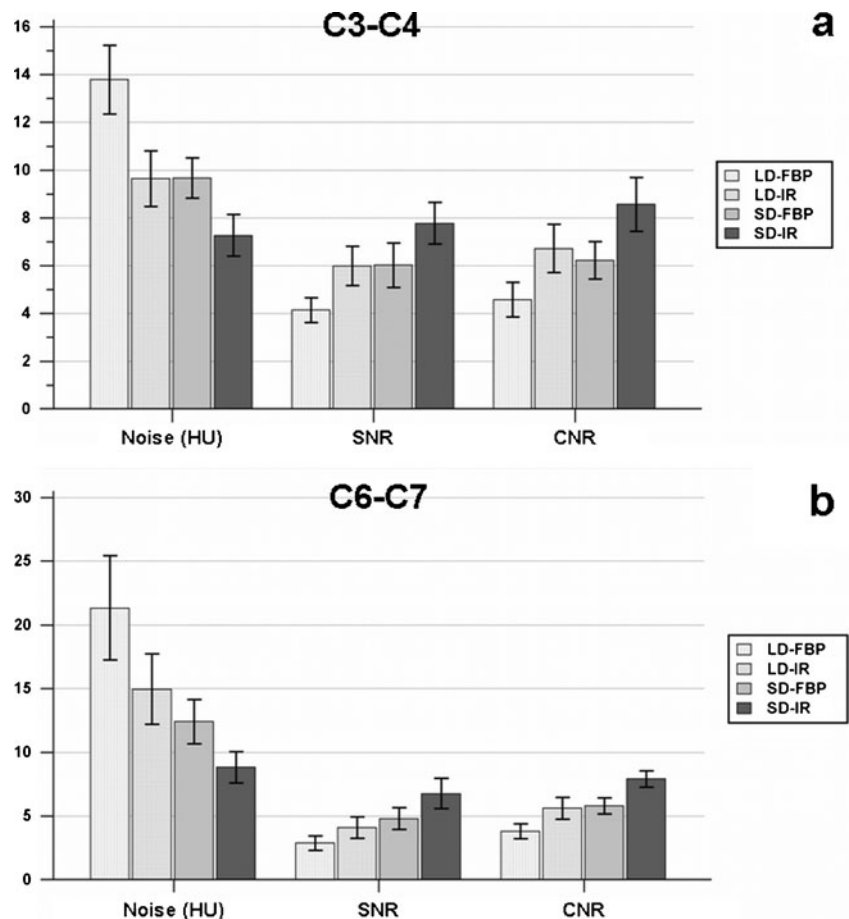 C3-C4
a
16
14
12
10
8
6
4
2
0
Noise (HU) SNR CNR
LD-FBP
LD-IR
SD-FBP
SD-IR
C6-C7
b
30
25
20
15
10
5
0
Noise (HU) SNR CNR
LD-FBP
LD-IR
SD-FBP
SD-IR